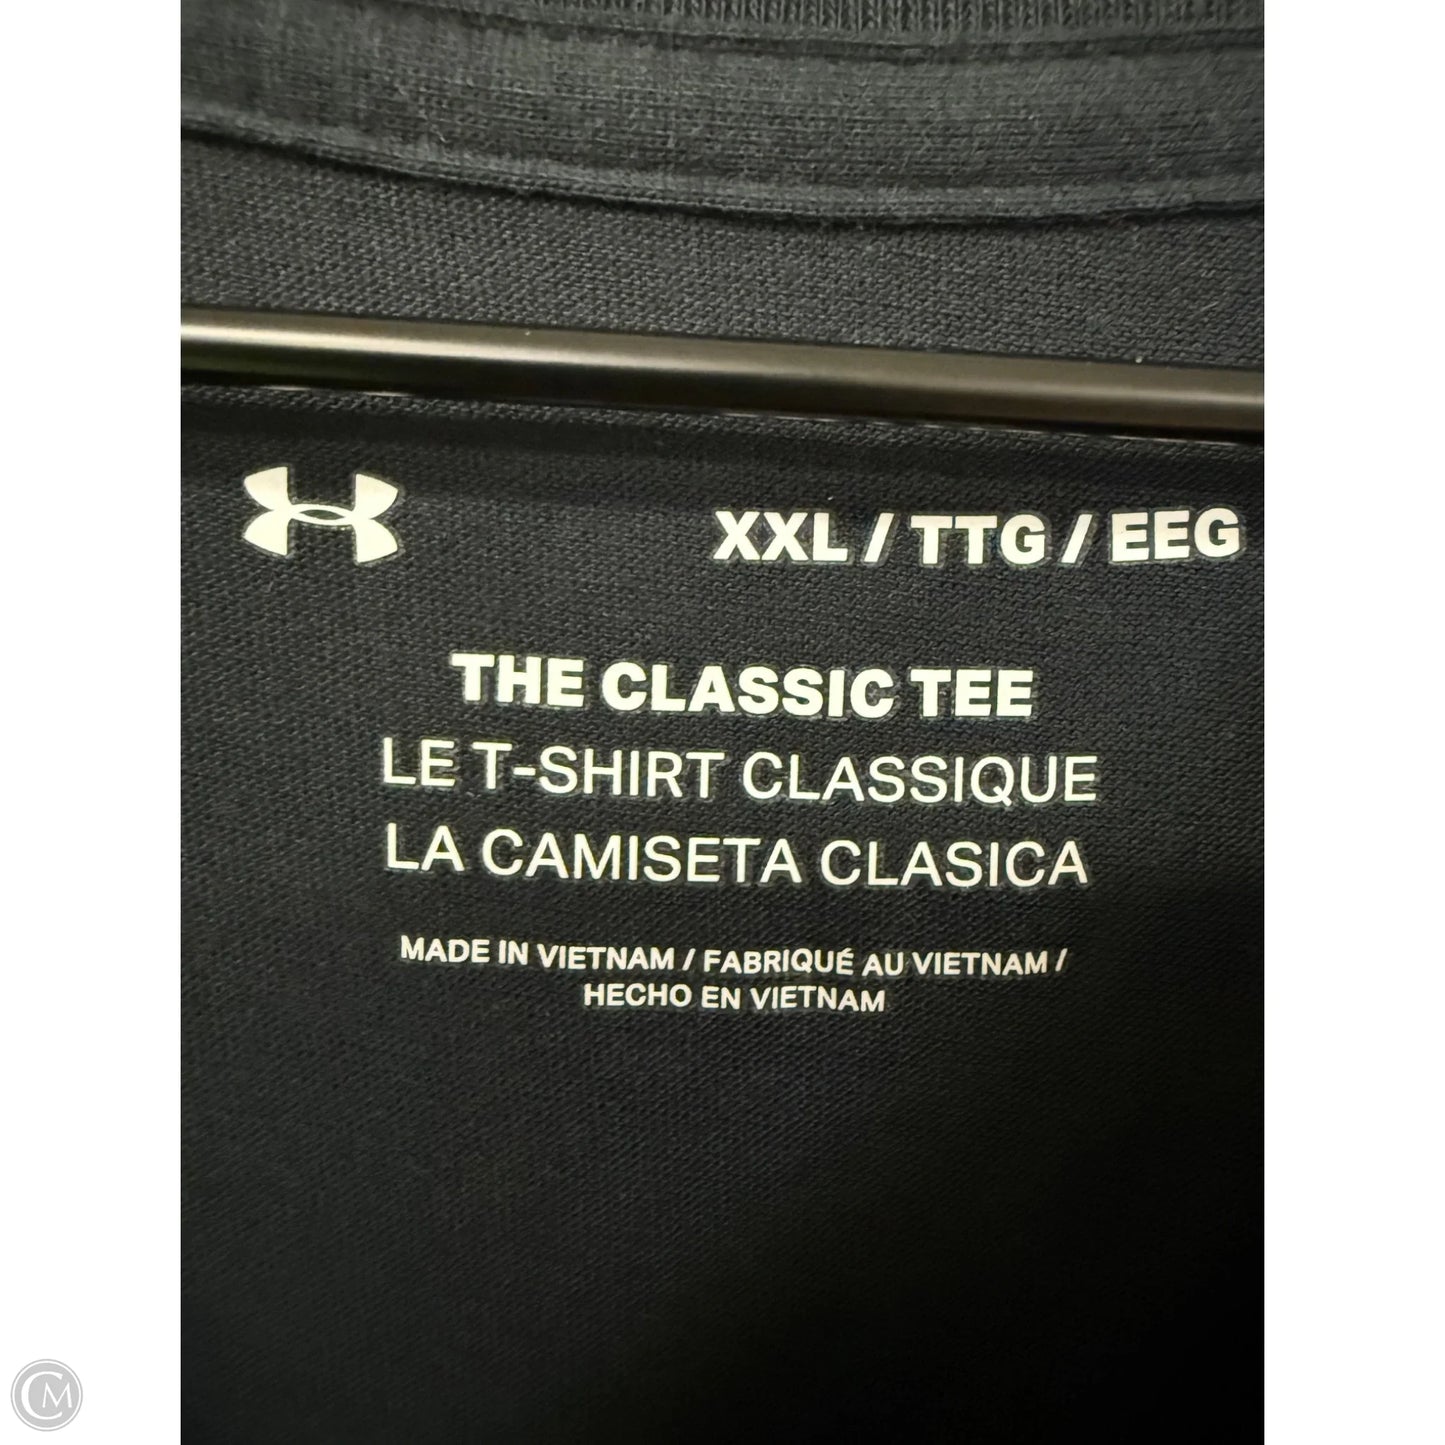 XXL / TTG / EEG
THE CLASSIC TEE
LE T-SHIRT CLASSIQUE
LA CAMISETA CLASICA
MADE IN VIETNAM / FABRIQUÉ AU VIETNAM /
HECHO EN VIETNAM
CM